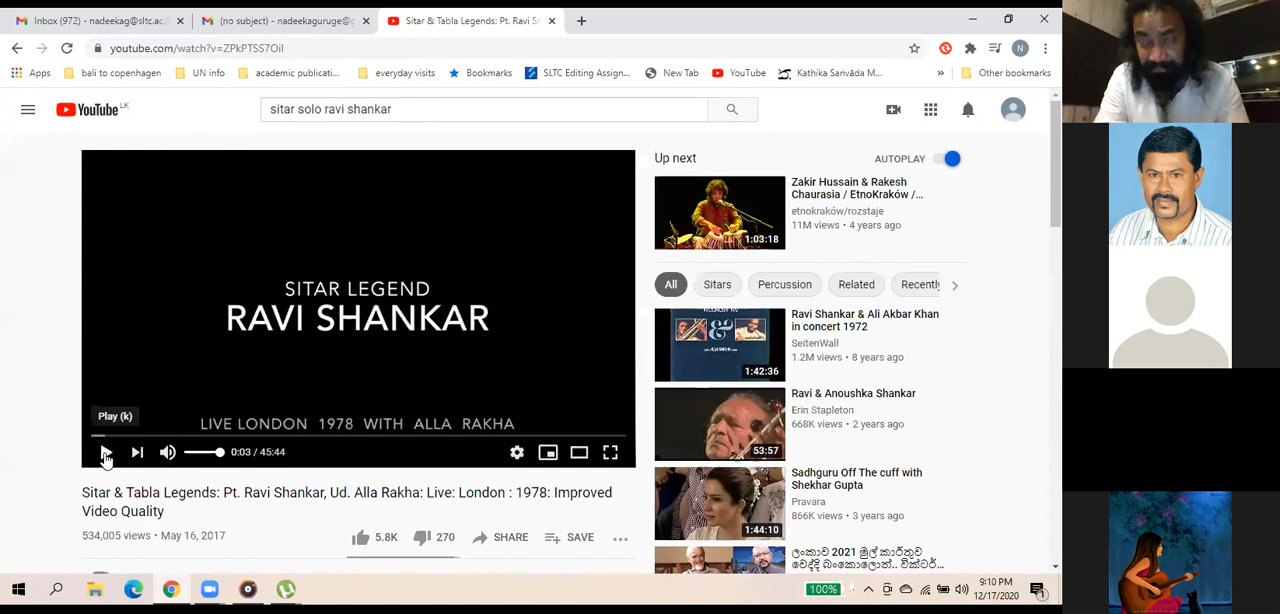 Inbox (972) - nadeekag@sltc.ac.l
(no subject) - nadeekaguruge@g
Sitar & Tabla Legends: Pt. Ravi Sh
youtube.com/watch?v=ZPkPTSS7OiI
N
Apps
bali to copenhagen
UN info
academic publicati...
everyday visits
Bookmarks
SLTC Editing Assign...
New Tab
YouTube
Kathika Sanvāda M...
»
Other bookmarks
YouTube LK
sitar solo ravi shankar
SITAR LEGEND
RAVI SHANKAR
LIVE LONDON 1978 WITH ALLA RAKHA
Play (k)
0:03 / 45:44
Sitar & Tabla Legends: Pt. Ravi Shankar, Ud. Alla Rakha: Live: London : 1978: Improved
Video Quality
534,005 views • May 16, 2017
5.8K
270
SHARE
SAVE
Up next
AUTOPLAY
Zakir Hussain & Rakesh
Chaurasia / EtnoKraków /...
etnokraków/rozstaje
11M views • 4 years ago
1:03:18
All
Sitars
Percussion
Related
Recently
Ravi Shankar & Ali Akbar Khan
in concert 1972
SeitenWall
1.2M views • 8 years ago
1:42:36
Ravi & Anoushka Shankar
Erin Stapleton
668K views • 2 years ago
53:57
Sadhguru Off The cuff with
Shekhar Gupta
Pravara
866K views • 3 years ago
1:44:10
ලංකාව 2021 මුල් කාර්තුව
100%
9:10 PM
12/17/2020
1